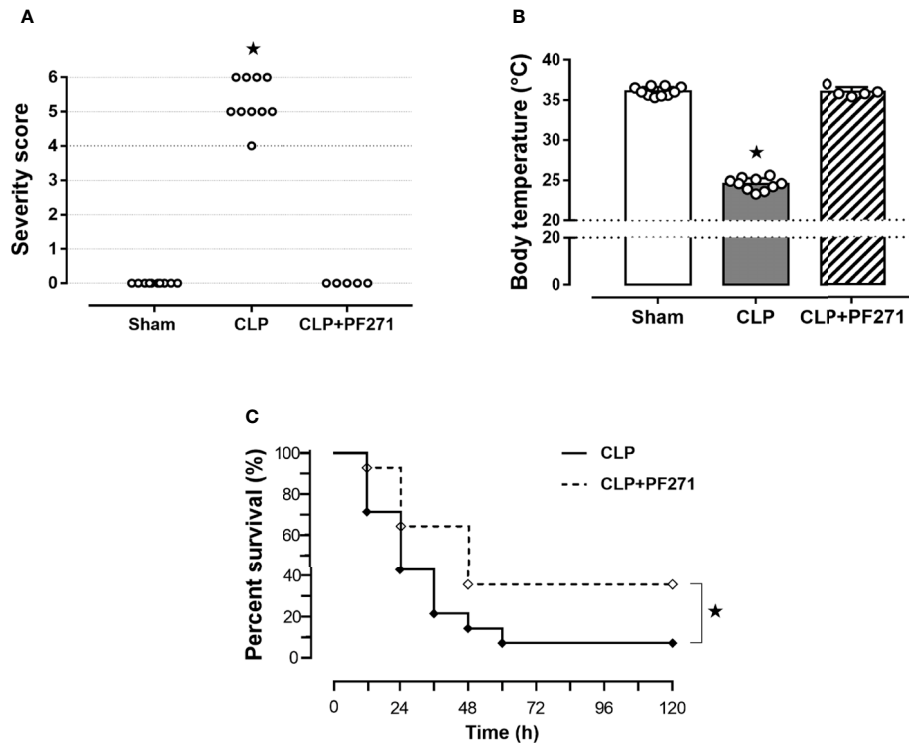 A
★
Severity score
6
5
4
3
2
1
0
Sham
CLP
CLP+PF271
B
★
Body temperature (°C)
40
35
30
25
20
20
0
Sham
CLP
CLP+PF271
C
Percent survival (%)
100
80
60
40
20
0
CLP
CLP+PF271
★
0
24
48
72
96
120
Time (h)